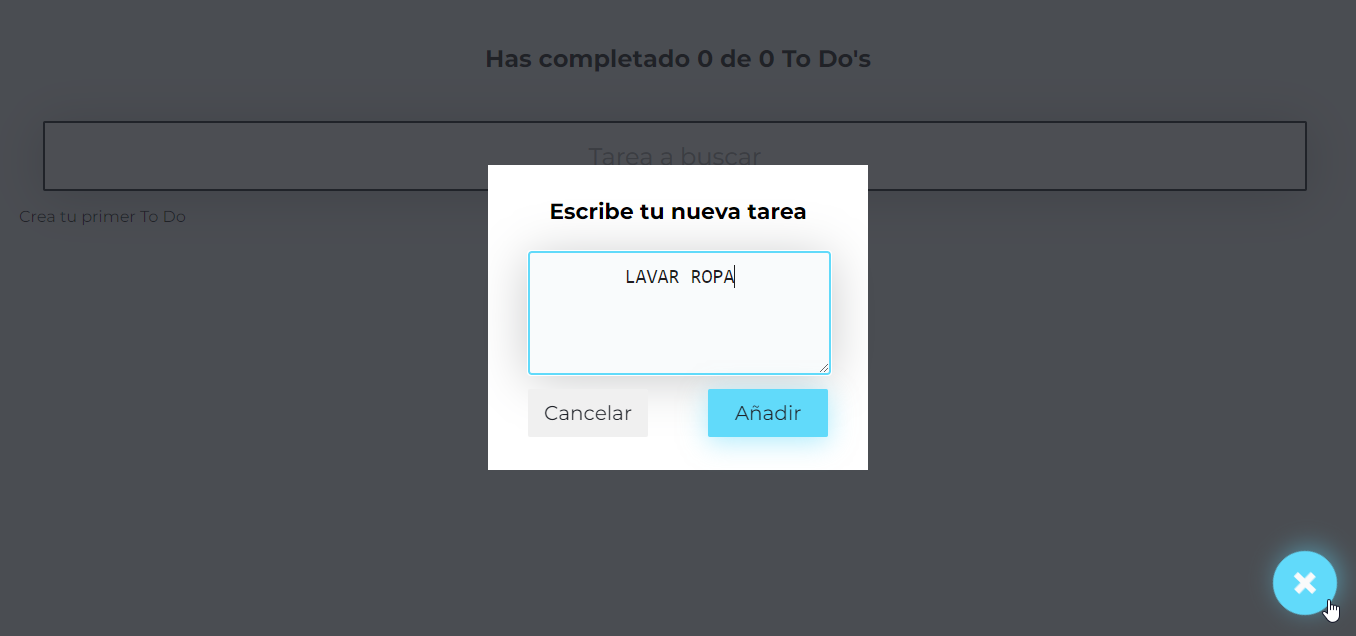 Has completado 0 de 0 To Do's
Tarea a buscar
Crea tu primer To Do
Escribe tu nueva tarea
LAVAR ROPA
Cancelar
Añadir